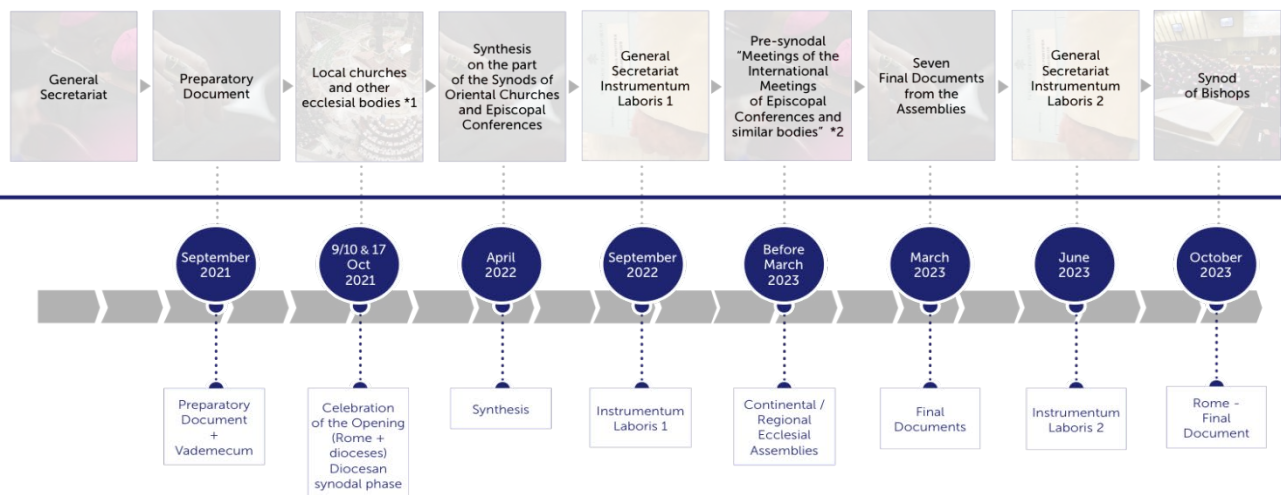 General
Secretariat
Preparatory
Document
Local churches
and other
ecclesial bodies *1
Synthesis
on the part
of the Synods of
Oriental Churches
and Episcopal
Conferences
General
Secretariat
Instrumentum
Laboris 1
Pre-synodal
“Meetings of the
International
Meetings
of Episcopal
Conferences and
similar bodies” *2
Seven
Final Documents
from the
Assemblies
General
Secretariat
Instrumentum
Laboris 2
Synod
of Bishops
September
2021
9/10 & 17
Oct
2021
April
2022
September
2022
Before
March
2023
March
2023
June
2023
October
2023
Preparatory
Document
+
Vademecum
Celebration
of the Opening
(Rome +
dioceses)
Diocesan
synodal phase
Synthesis
Instrumentum
Laboris 1
Continental /
Regional
Ecclesial
Assemblies
Final
Documents
Instrumentum
Laboris 2
Rome -
Final
Document